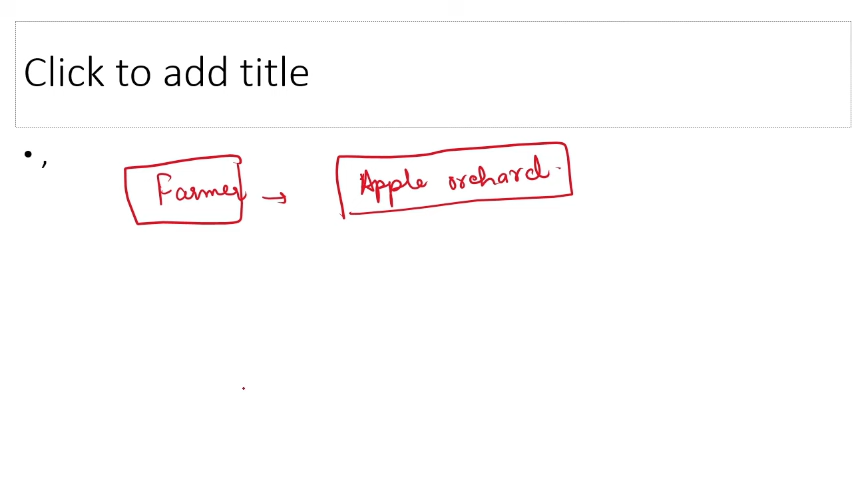 Click to add title
• ,
Farmer → Apple orchard